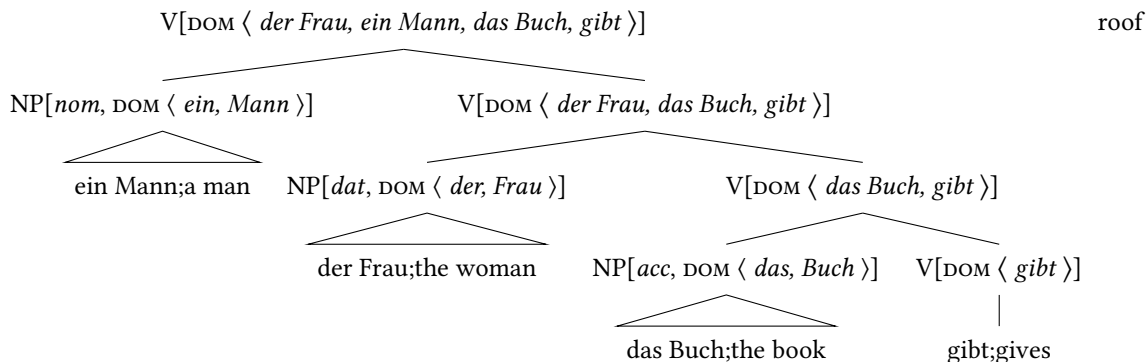 V[DOM ⟨ der Frau, ein Mann, das Buch, gibt ⟩] roof
NP[nom, DOM ⟨ ein, Mann ⟩] V[DOM ⟨ der Frau, das Buch, gibt ⟩]
ein Mann;a man NP[dat, DOM ⟨ der, Frau ⟩] V[DOM ⟨ das Buch, gibt ⟩]
der Frau;the woman NP[acc, DOM ⟨ das, Buch ⟩] V[DOM ⟨ gibt ⟩]
das Buch;the book gibt;gives